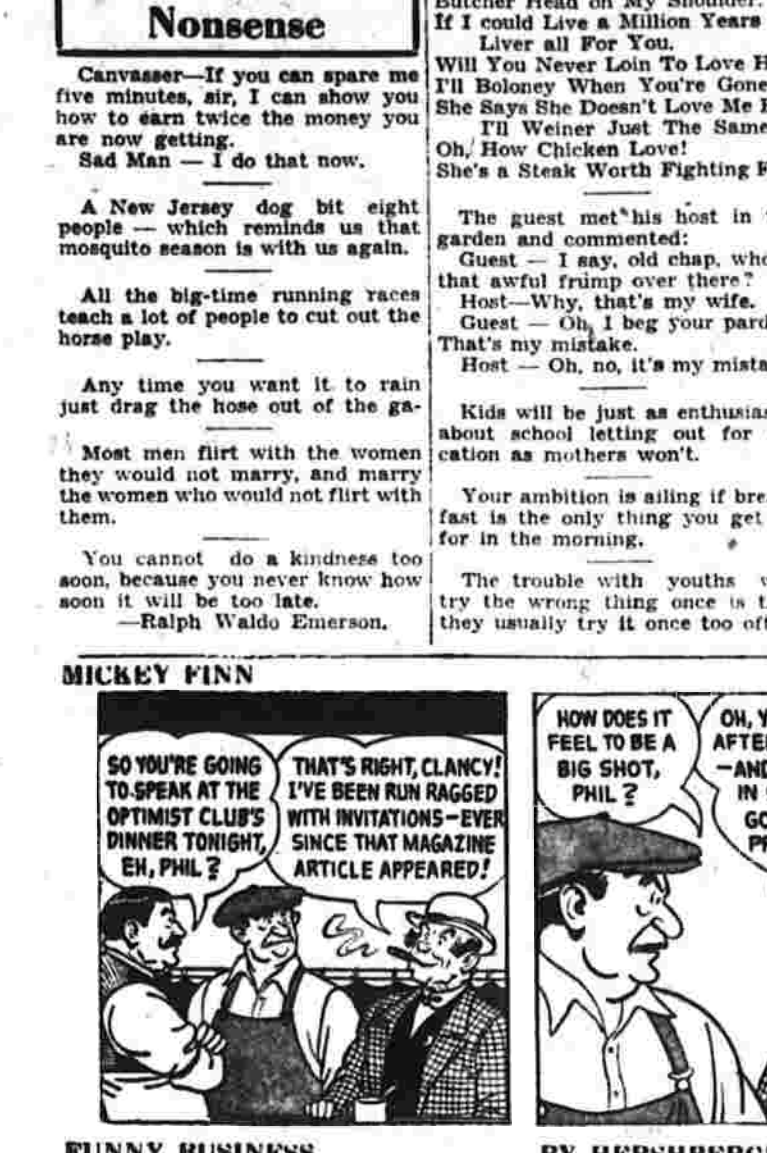 Nonsense
Canvasser—If you can spare me
five minutes, sir, I can show you
how to earn twice the money you
are now getting.
Sad Man — I do that now.
A New Jersey dog bit eight
people — which reminds us that
mosquito season is with us again.
All the big-time running races
teach a lot of people to cut out the
horse play.
Any time you want it to rain
just drag the hose out of the ga-
Most men flirt with the women
they would not marry, and marry
the women who would not flirt with
them.
You cannot do a kindness too
soon, because you never know how
soon it will be too late.
—Ralph Waldo Emerson.
Butcher Head on My Shoulder.
If I could Live a Million Years
Liver all For You.
Will You Never Loin To Love H
I'll Boloney When You're Gone
She Says She Doesn't Love Me
I'll Weiner Just The Same
Oh, How Chicken Love!
She's a Steak Worth Fighting F
The guest met his host in
garden and commented:
Guest — I say, old chap, who
that awful frump over there?
Host—Why, that's my wife.
Guest — Oh, I beg your pard
That's my mistake.
Host — Oh, no, it's my mista
Kids will be just as enthusias
about school letting out for
cation as mothers won't.
Your ambition is ailing if brea
fast is the only thing you get
for in the morning.
The trouble with youths w
try the wrong thing once is t
they usually try it once too oft
MICKEY FINN
SO YOU'RE GOING
TO SPEAK AT THE
OPTIMIST CLUB'S
DINNER TONIGHT,
EH, PHIL?
THAT'S RIGHT, CLANCY!
I'VE BEEN RUN RAGGED
WITH INVITATIONS—EVER
SINCE THAT MAGAZINE
ARTICLE APPEARED!
HOW DOES IT
FEEL TO BE A
BIG SHOT,
PHIL?
OH, Y
AFTE
—AND
IN
GO
P
FUNNY BUSINESS
BY HERSHBERG